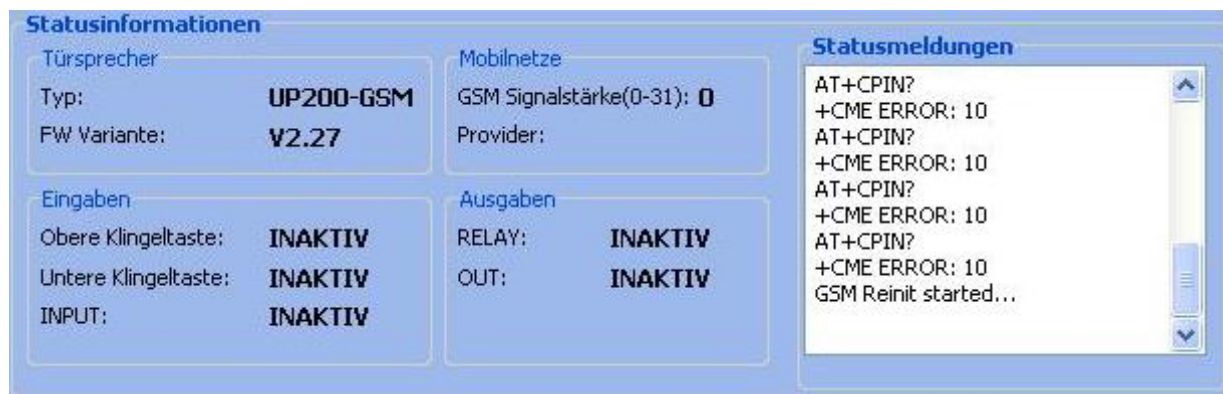 Statusinformationen
Türsprecher
Typ: UP200-GSM
FW Variante: V2.27
Mobilnetze
GSM Signalstärke(0-31): 0
Provider:
Eingaben
Obere Klingeltaste: INAKTIV
Untere Klingeltaste: INAKTIV
INPUT: INAKTIV
Ausgaben
RELAY: INAKTIV
OUT: INAKTIV
Statusmeldungen
AT+CPIN?
+CME ERROR: 10
AT+CPIN?
+CME ERROR: 10
AT+CPIN?
+CME ERROR: 10
AT+CPIN?
+CME ERROR: 10
GSM Reinit started...